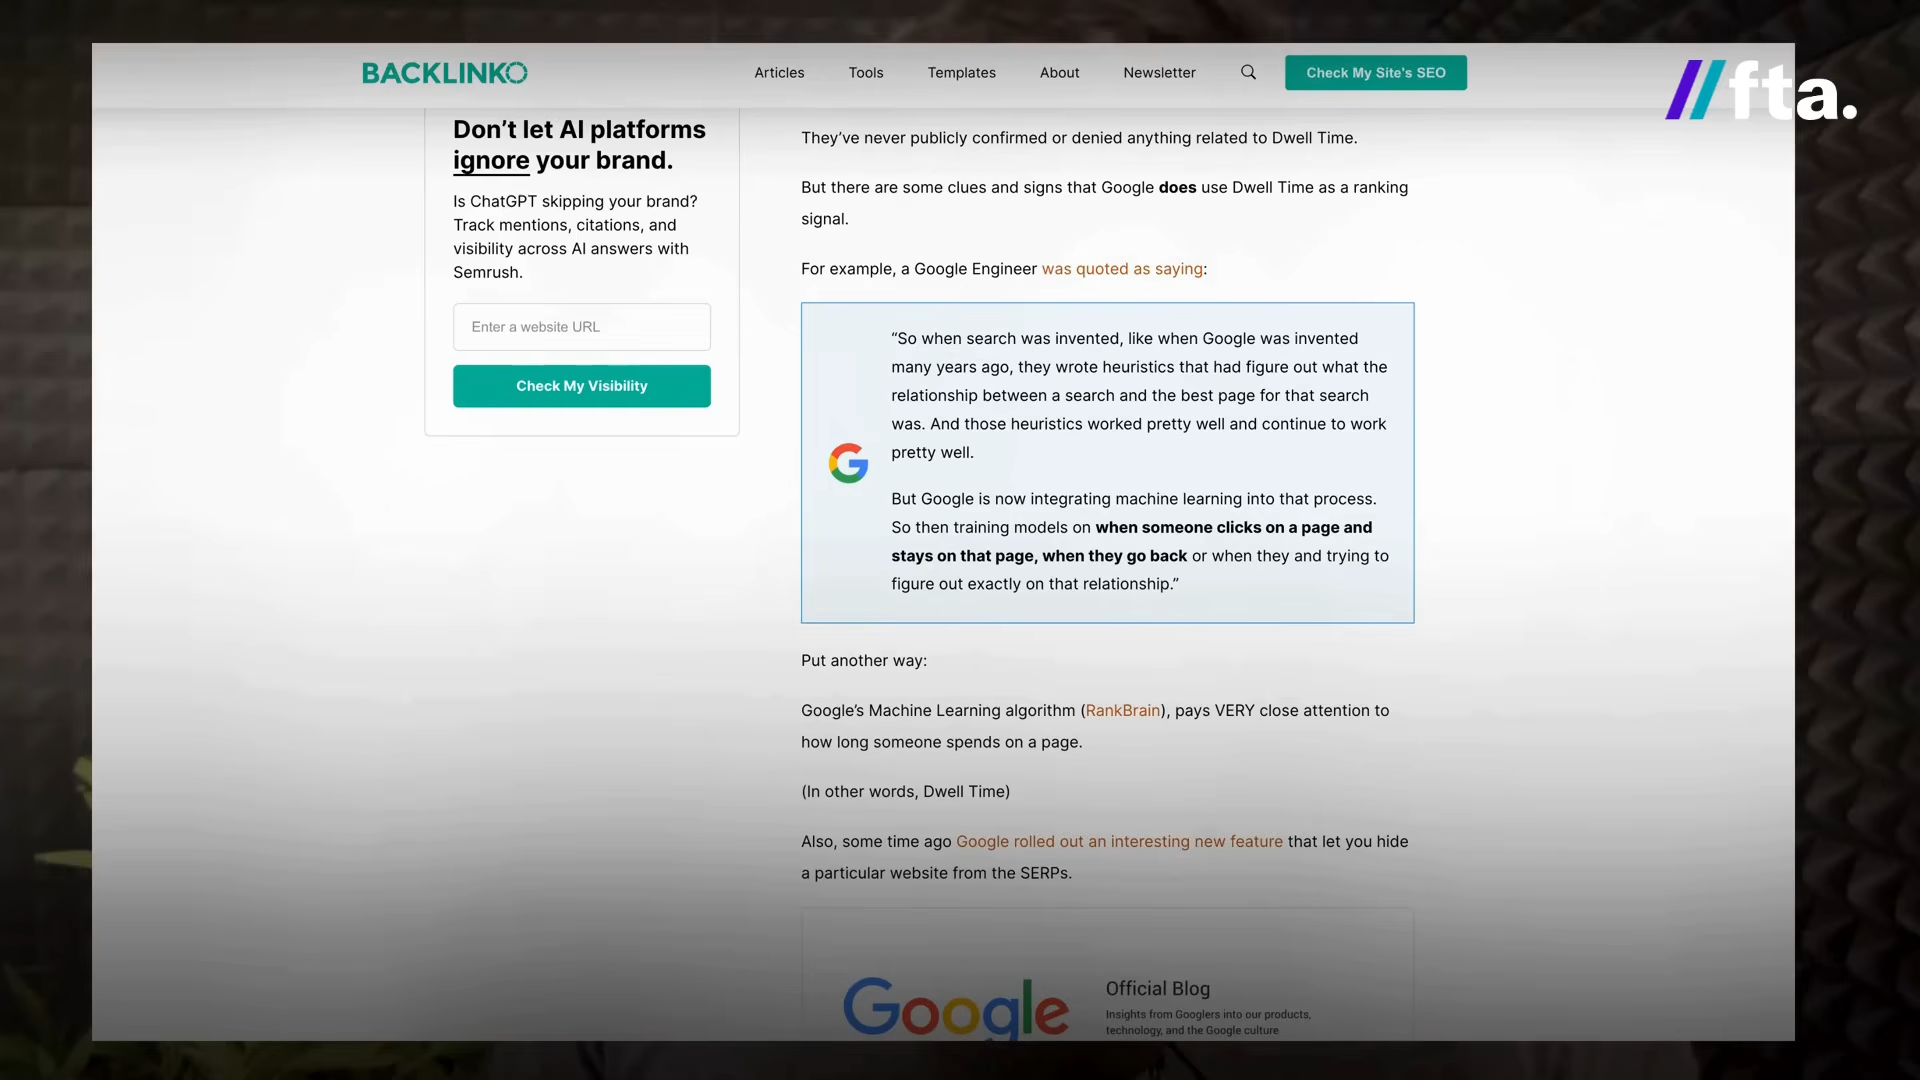 BACKLINKO
Articles
Tools
Templates
About
Newsletter
Check My Site's SEO
//fta.
Don’t let AI platforms
ignore your brand.
Is ChatGPT skipping your brand?
Track mentions, citations, and
visibility across AI answers with
Semrush.
Enter a website URL
Check My Visibility
They’ve never publicly confirmed or denied anything related to Dwell Time.
But there are some clues and signs that Google does use Dwell Time as a ranking
signal.
For example, a Google Engineer was quoted as saying:
“So when search was invented, like when Google was invented
many years ago, they wrote heuristics that had figure out what the
relationship between a search and the best page for that search
was. And those heuristics worked pretty well and continue to work
pretty well.
But Google is now integrating machine learning into that process.
So then training models on when someone clicks on a page and
stays on that page, when they go back or when they and trying to
figure out exactly on that relationship.”
Put another way:
Google’s Machine Learning algorithm (RankBrain), pays VERY close attention to
how long someone spends on a page.
(In other words, Dwell Time)
Also, some time ago Google rolled out an interesting new feature that let you hide
a particular website from the SERPs.
Google
Official Blog
Insights from Googlers into our products,
technology, and the Google culture